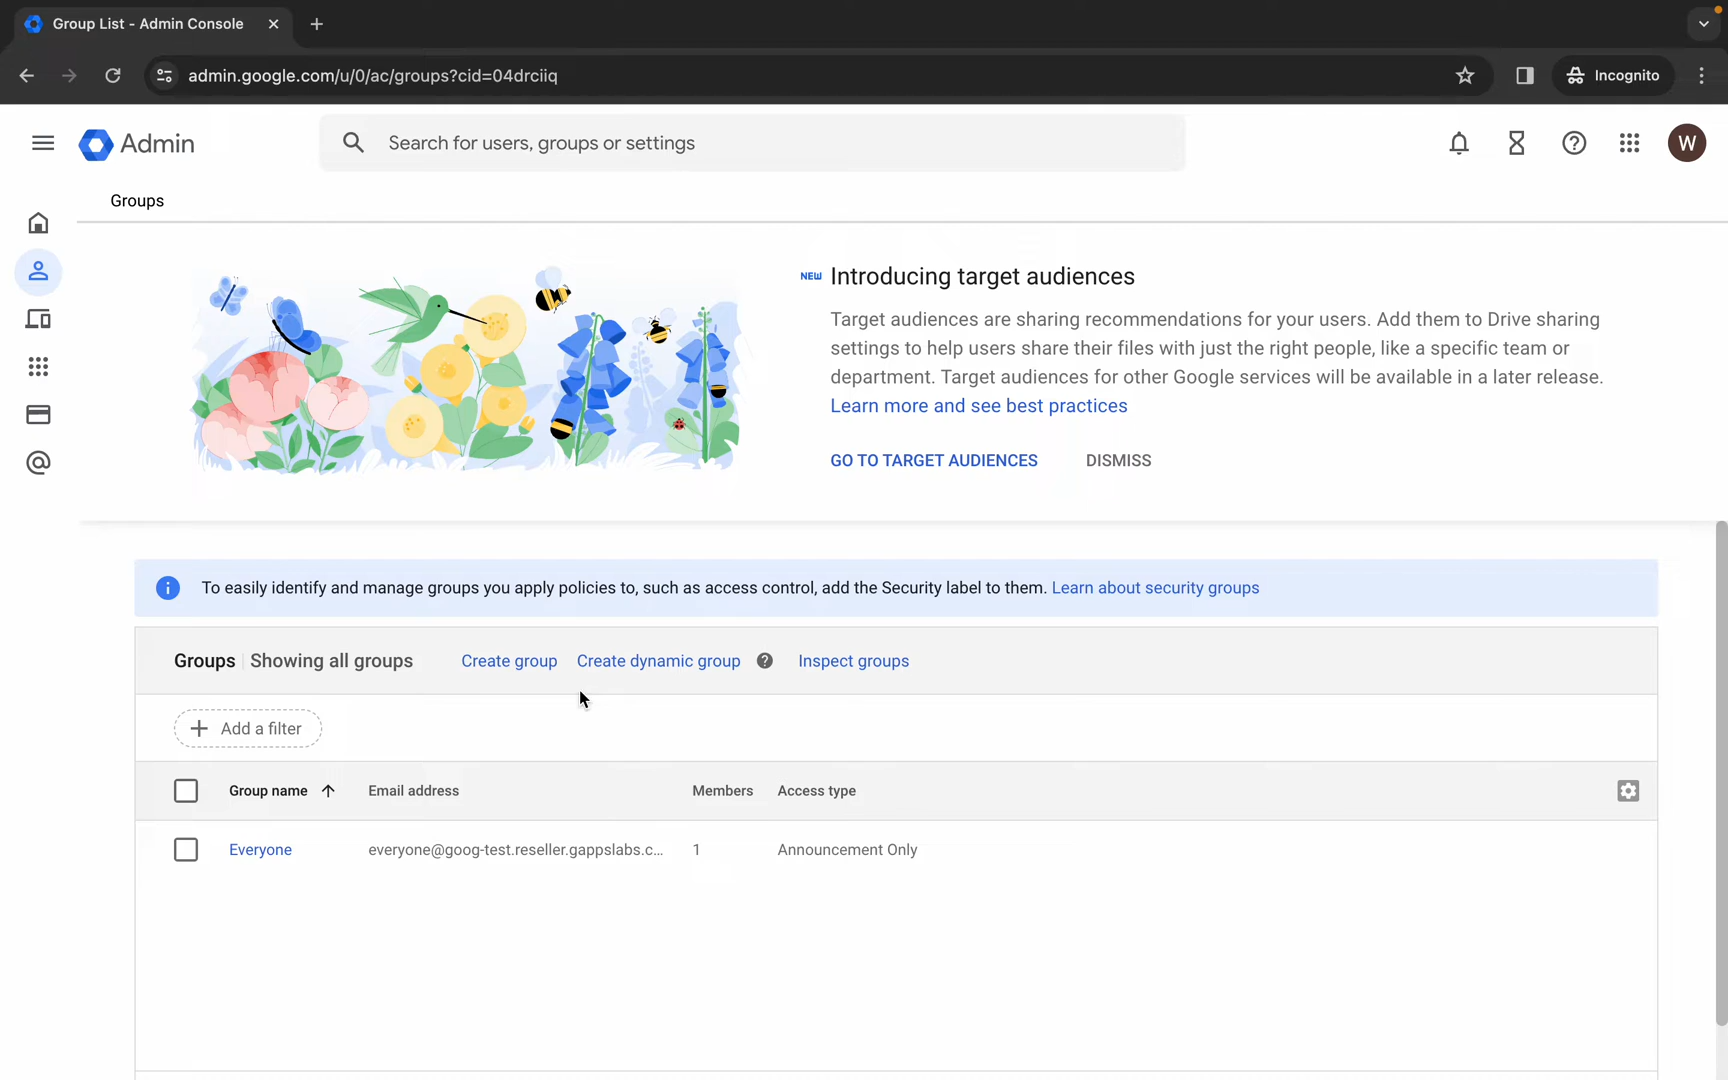 Group List - Admin Console
admin.google.com/u/0/ac/groups?cid=04drciiq
Incognito
Admin
Search for users, groups or settings
W
Groups
NEW Introducing target audiences
Target audiences are sharing recommendations for your users. Add them to Drive sharing
settings to help users share their files with just the right people, like a specific team or
department. Target audiences for other Google services will be available in a later release.
Learn more and see best practices
GO TO TARGET AUDIENCES DISMISS
To easily identify and manage groups you apply policies to, such as access control, add the Security label to them. Learn about security groups
Groups | Showing all groups Create group Create dynamic group Inspect groups
+ Add a filter
Group name Email address Members Access type
Everyone everyone@goog-test.reseller.gappslabs.c... 1 Announcement Only